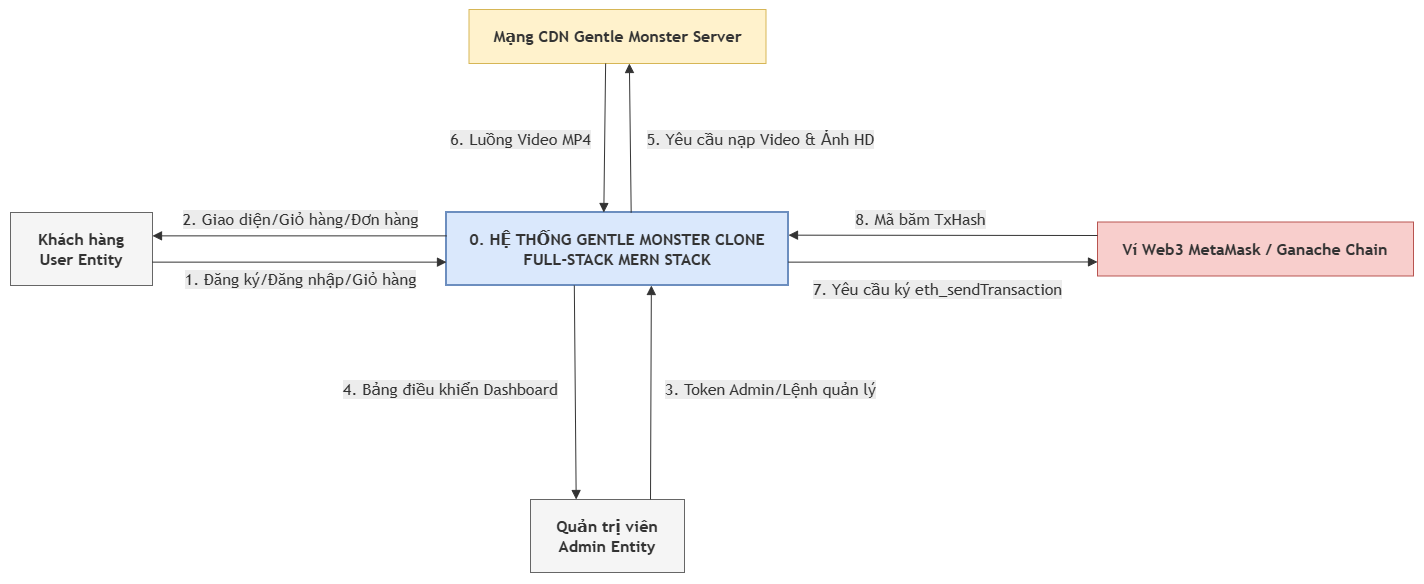 Mạng CDN Gentle Monster Server
6. Luồng Video MP4
5. Yêu cầu nạp Video & Ảnh HD
2. Giao diện/Giỏ hàng/Đơn hàng
8. Mã băm TxHash
Khách hàng
User Entity
0. HỆ THỐNG GENTLE MONSTER CLONE
FULL-STACK MERN STACK
Ví Web3 MetaMask / Ganache Chain
1. Đăng ký/Đăng nhập/Giỏ hàng
7. Yêu cầu ký eth_sendTransaction
4. Bảng điều khiển Dashboard
3. Token Admin/Lệnh quản lý
Quản trị viên
Admin Entity